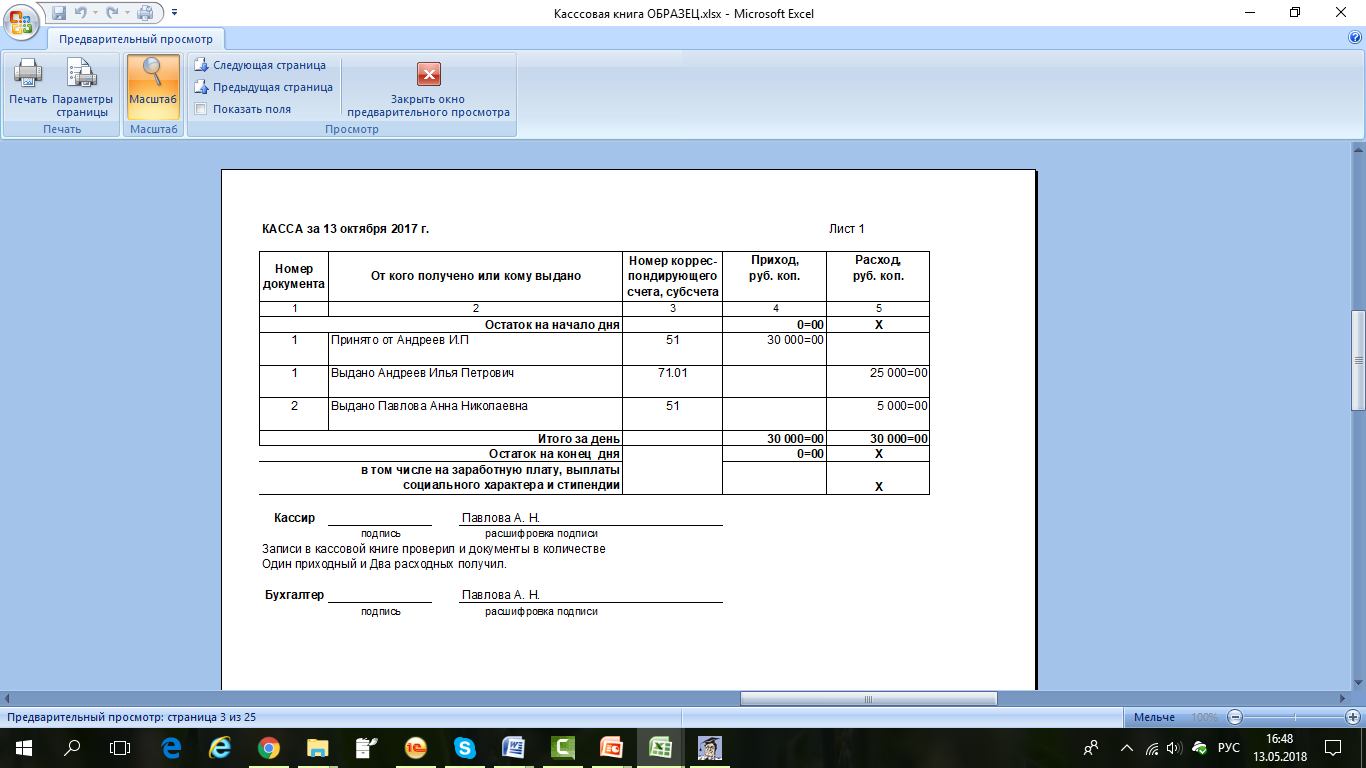 Касссовая книга ОБРАЗЕЦ.xlsx - Microsoft Excel
Предварительный просмотр
Печать
Параметры страницы
Масштаб
Следующая страница
Предыдущая страница
Показать поля
Закрыть окно
предварительного просмотра
Печать
Масштаб
Просмотр
КАССА за 13 октября 2017 г. Лист 1
Номер документа От кого получено или кому выдано Номер коррес-пондирующего счета, субсчета Приход, руб. коп. Расход, руб. коп.
1 2 3 4 5
Остаток на начало дня 0=00 X
1 Принято от Андреев И.П 51 30 000=00
1 Выдано Андреев Илья Петрович 71.01 25 000=00
2 Выдано Павлова Анна Николаевна 51 5 000=00
Итого за день 30 000=00 30 000=00
Остаток на конец дня 0=00 X
в том числе на заработную плату, выплаты
социального характера и стипендии X
Кассир Павлова А. Н.
подпись расшифровка подписи
Записи в кассовой книге проверил и документы в количестве
Один приходный и Два расходных получил.
Бухгалтер Павлова А. Н.
подпись расшифровка подписи
Предварительный просмотр: страница 3 из 25 Мельче 100%
РУС
16:48
13.05.2018